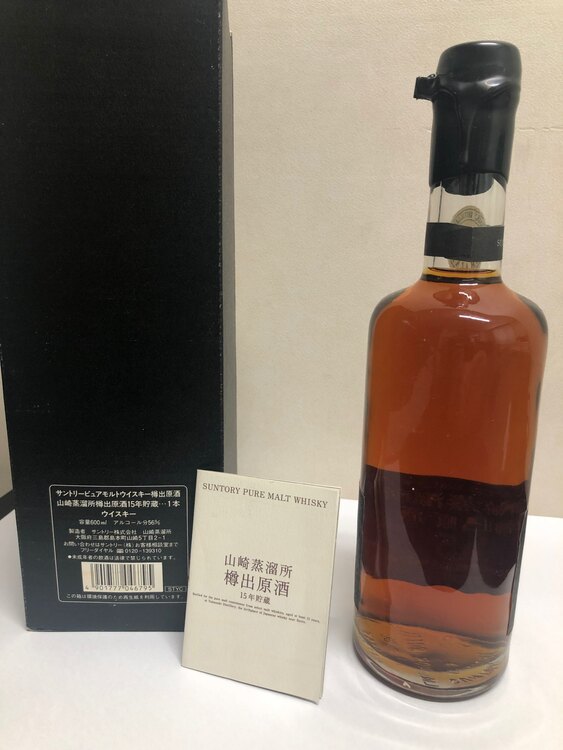 サントリーピュアモルトウイスキー樽出原酒
山崎蒸溜所樽出原酒15年貯蔵…1本
ウイスキー
容量600ml アルコール分56%
製造者 サントリー株式会社 山崎蒸溜所
大阪府三島郡島本町山崎5丁目2-1
お問い合わせはサントリー(株)お客様相談室まで
フリーダイヤル 0120-139310
●未成年者の飲酒は法律で禁じられています。
4 901777 046795
STYC
この箱は環境保護のため再生紙を利用しています。
SUNTORY PURE MALT WHISKY
山崎蒸溜所
樽出原酒
15年貯蔵